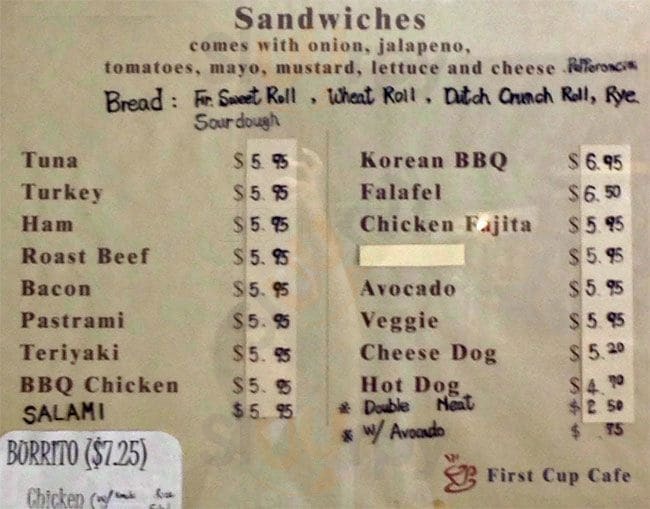 Sandwiches
comes with onion, jalapeno,
tomatoes, mayo, mustard, lettuce and cheese
Bread : Fr. Sweet Roll , Wheat Roll , Dutch Crunch Roll, Rye.
Sourdough
Tuna $5.95
Turkey $5.95
Ham $5.95
Roast Beef $5.95
Bacon $5.95
Pastrami $5.95
Teriyaki $5.95
BBQ Chicken $5.95
SALAMI $5.95
Korean BBQ $6.95
Falafel $6.50
Chicken Fajita $5.95
$5.95
Avocado $5.95
Veggie $5.95
Cheese Dog $5.20
Hot Dog $4.70
* Double Meat $2.50
* W/ Avocado $ .75
BORRITO ($7.25)
Chicken (w/
First Cup Cafe